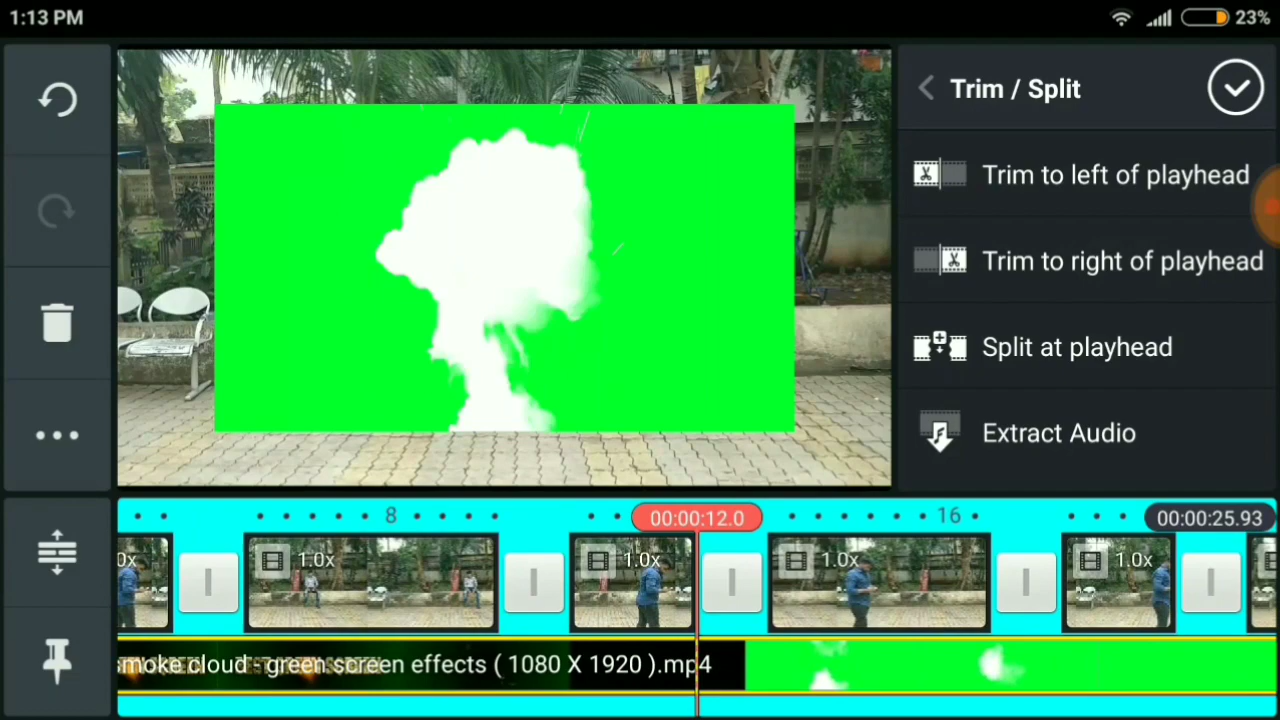 1:13 PM
23%
Trim / Split
Trim to left of playhead
Trim to right of playhead
Split at playhead
Extract Audio
8
00:00:12.0
16
00:00:25.93
0x
1.0x
1.0x
1.0x
1.0x
smoke cloud - green screen effects ( 1080 X 1920 ).mp4